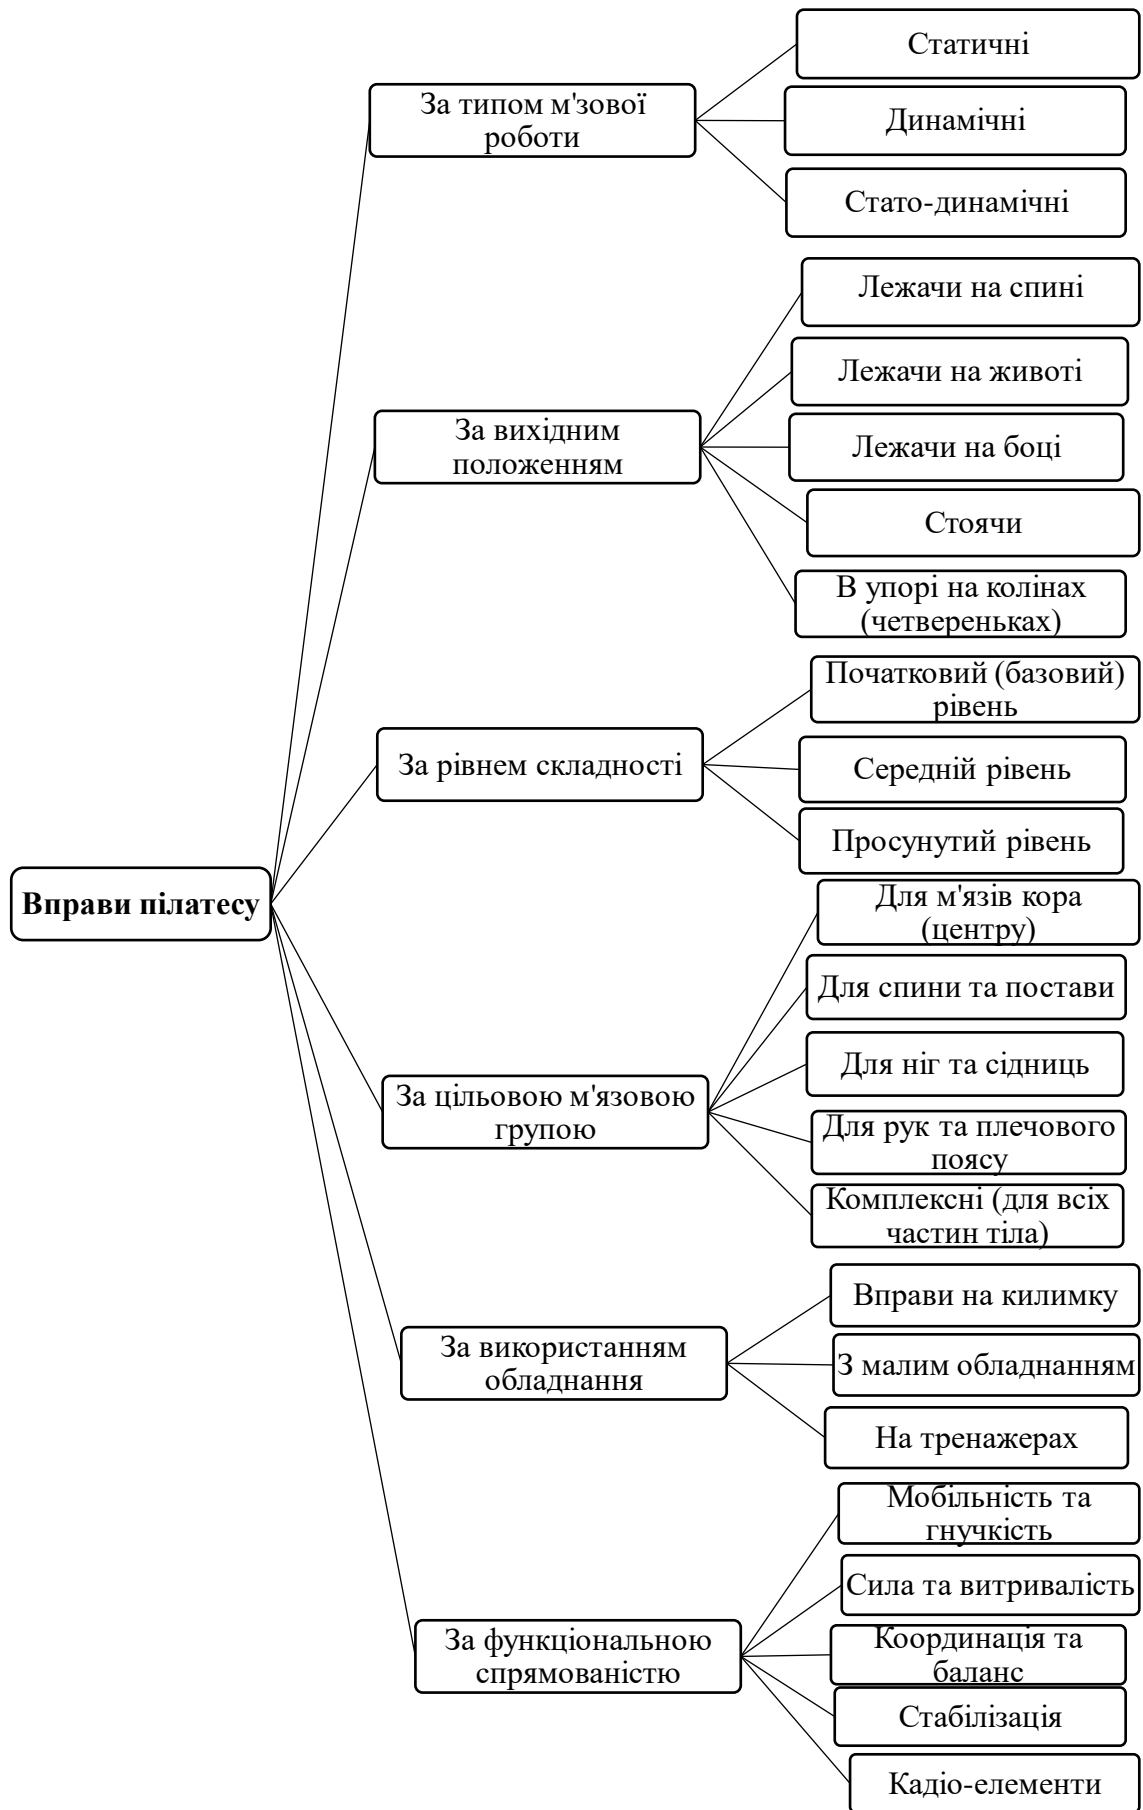 Вправи пілатесу
За типом м'зової
роботи
Статичні
Динамічні
Стато-динамічні
За вихідним
положенням
Лежачи на спині
Лежачи на животі
Лежачи на боці
Стоячи
В упорі на колінах
(четвереньках)
За рівнем складності
Початковий (базовий)
рівень
Середній рівень
Просунутий рівень
За цільовою м'язовою
групою
Для м'язів кора
(центру)
Для спини та постави
Для ніг та сідниць
Для рук та плечового
поясу
Комплексні (для всіх
частин тіла)
За використанням
обладнання
Вправи на килимку
З малим обладнанням
На тренажерах
За функціональною
спрямованістю
Мобільність та
гнучкість
Сила та витривалість
Координація та
баланс
Стабілізація
Кадіо-елементи